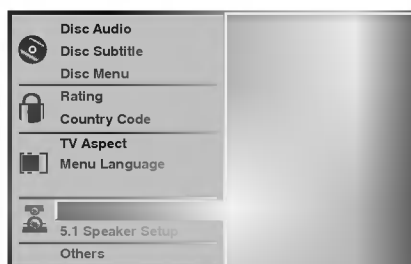 Disc Audio
Disc Subtitle
Disc Menu
Rating
Country Code
TV Aspect
Menu Language
5.1 Speaker Setup
Others